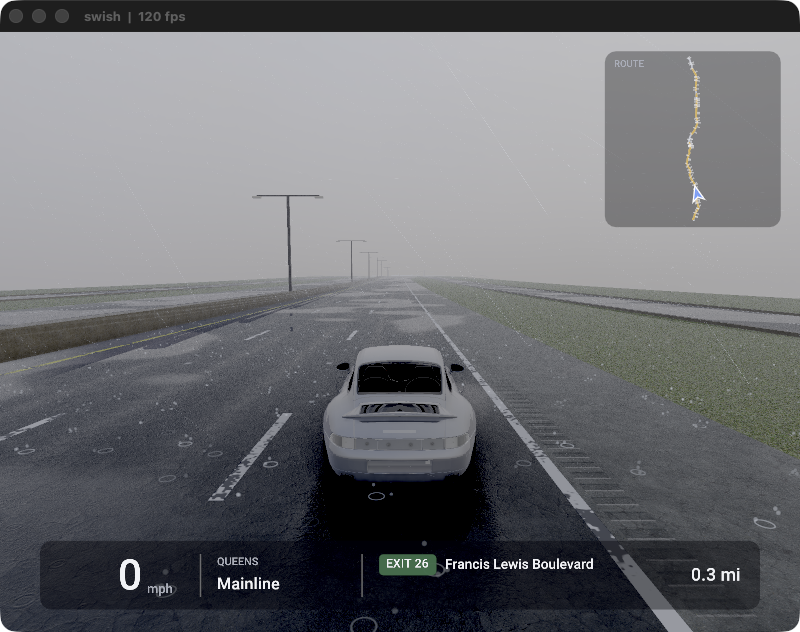 swish | 120 fps
ROUTE
0 mph
QUEENS
Mainline
EXIT 26 Francis Lewis Boulevard
0.3 mi